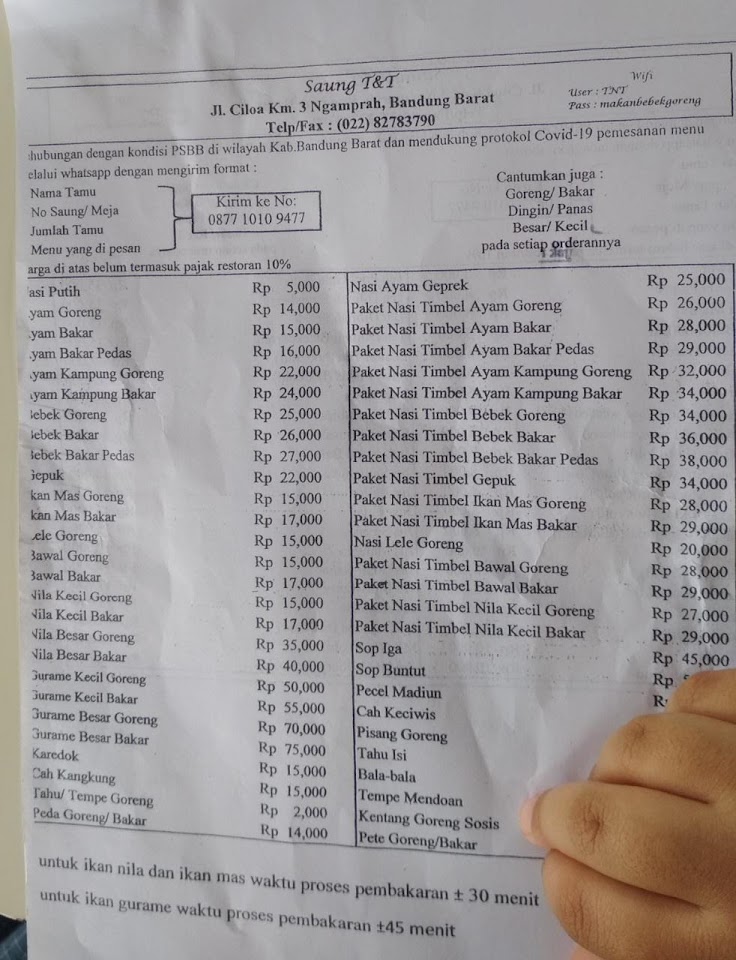 Saung T&T
Jl. Ciloa Km. 3 Ngamprah, Bandung Barat
Telp/Fax : (022) 82783790
Wifi
User : TNT
Pass : makanbebekgoreng
hubungan dengan kondisi PSBB di wilayah Kab.Bandung Barat dan mendukung protokol Covid-19 pemesanan menu
elalui whatsapp dengan mengirim format :
Nama Tamu
No Saung/ Meja
Jumlah Tamu
Menu yang di pesan
Kirim ke No:
0877 1010 9477
Cantumkan juga :
Goreng/ Bakar
Dingin/ Panas
Besar/ Kecil
pada setiap orderannya
arga di atas belum termasuk pajak restoran 10%
asi Putih Rp 5,000
yam Goreng Rp 14,000
yam Bakar Rp 15,000
yam Bakar Pedas Rp 16,000
yam Kampung Goreng Rp 22,000
yam Kampung Bakar Rp 24,000
ebek Goreng Rp 25,000
ebek Bakar Rp 26,000
ebek Bakar Pedas Rp 27,000
epuk Rp 22,000
kan Mas Goreng Rp 15,000
kan Mas Bakar Rp 17,000
Lele Goreng Rp 15,000
Bawal Goreng Rp 15,000
Bawal Bakar Rp 17,000
Nila Kecil Goreng Rp 15,000
Nila Kecil Bakar Rp 17,000
Nila Besar Goreng Rp 35,000
Nila Besar Bakar Rp 40,000
Gurame Kecil Goreng Rp 50,000
Gurame Kecil Bakar Rp 55,000
Gurame Besar Goreng Rp 70,000
Gurame Besar Bakar Rp 75,000
Karedok Rp 15,000
Cah Kangkung Rp 15,000
Tahu/ Tempe Goreng Rp 2,000
Peda Goreng/ Bakar Rp 14,000
Nasi Ayam Geprek Rp 25,000
Paket Nasi Timbel Ayam Goreng Rp 26,000
Paket Nasi Timbel Ayam Bakar Rp 28,000
Paket Nasi Timbel Ayam Bakar Pedas Rp 29,000
Paket Nasi Timbel Ayam Kampung Goreng Rp 32,000
Paket Nasi Timbel Ayam Kampung Bakar Rp 34,000
Paket Nasi Timbel Bebek Goreng Rp 34,000
Paket Nasi Timbel Bebek Bakar Rp 36,000
Paket Nasi Timbel Bebek Bakar Pedas Rp 38,000
Paket Nasi Timbel Gepuk Rp 34,000
Paket Nasi Timbel Ikan Mas Goreng Rp 28,000
Paket Nasi Timbel Ikan Mas Bakar Rp 29,000
Nasi Lele Goreng Rp 20,000
Paket Nasi Timbel Bawal Goreng Rp 28,000
Paket Nasi Timbel Bawal Bakar Rp 29,000
Paket Nasi Timbel Nila Kecil Goreng Rp 27,000
Paket Nasi Timbel Nila Kecil Bakar Rp 29,000
Sop Iga Rp 45,000
Sop Buntut Rp
Pecel Madiun
Cah Keciwis
Pisang Goreng
Tahu Isi
Bala-bala
Tempe Mendoan
Kentang Goreng Sosis
Pete Goreng/Bakar
untuk ikan nila dan ikan mas waktu proses pembakaran ± 30 menit
untuk ikan gurame waktu proses pembakaran ±45 menit